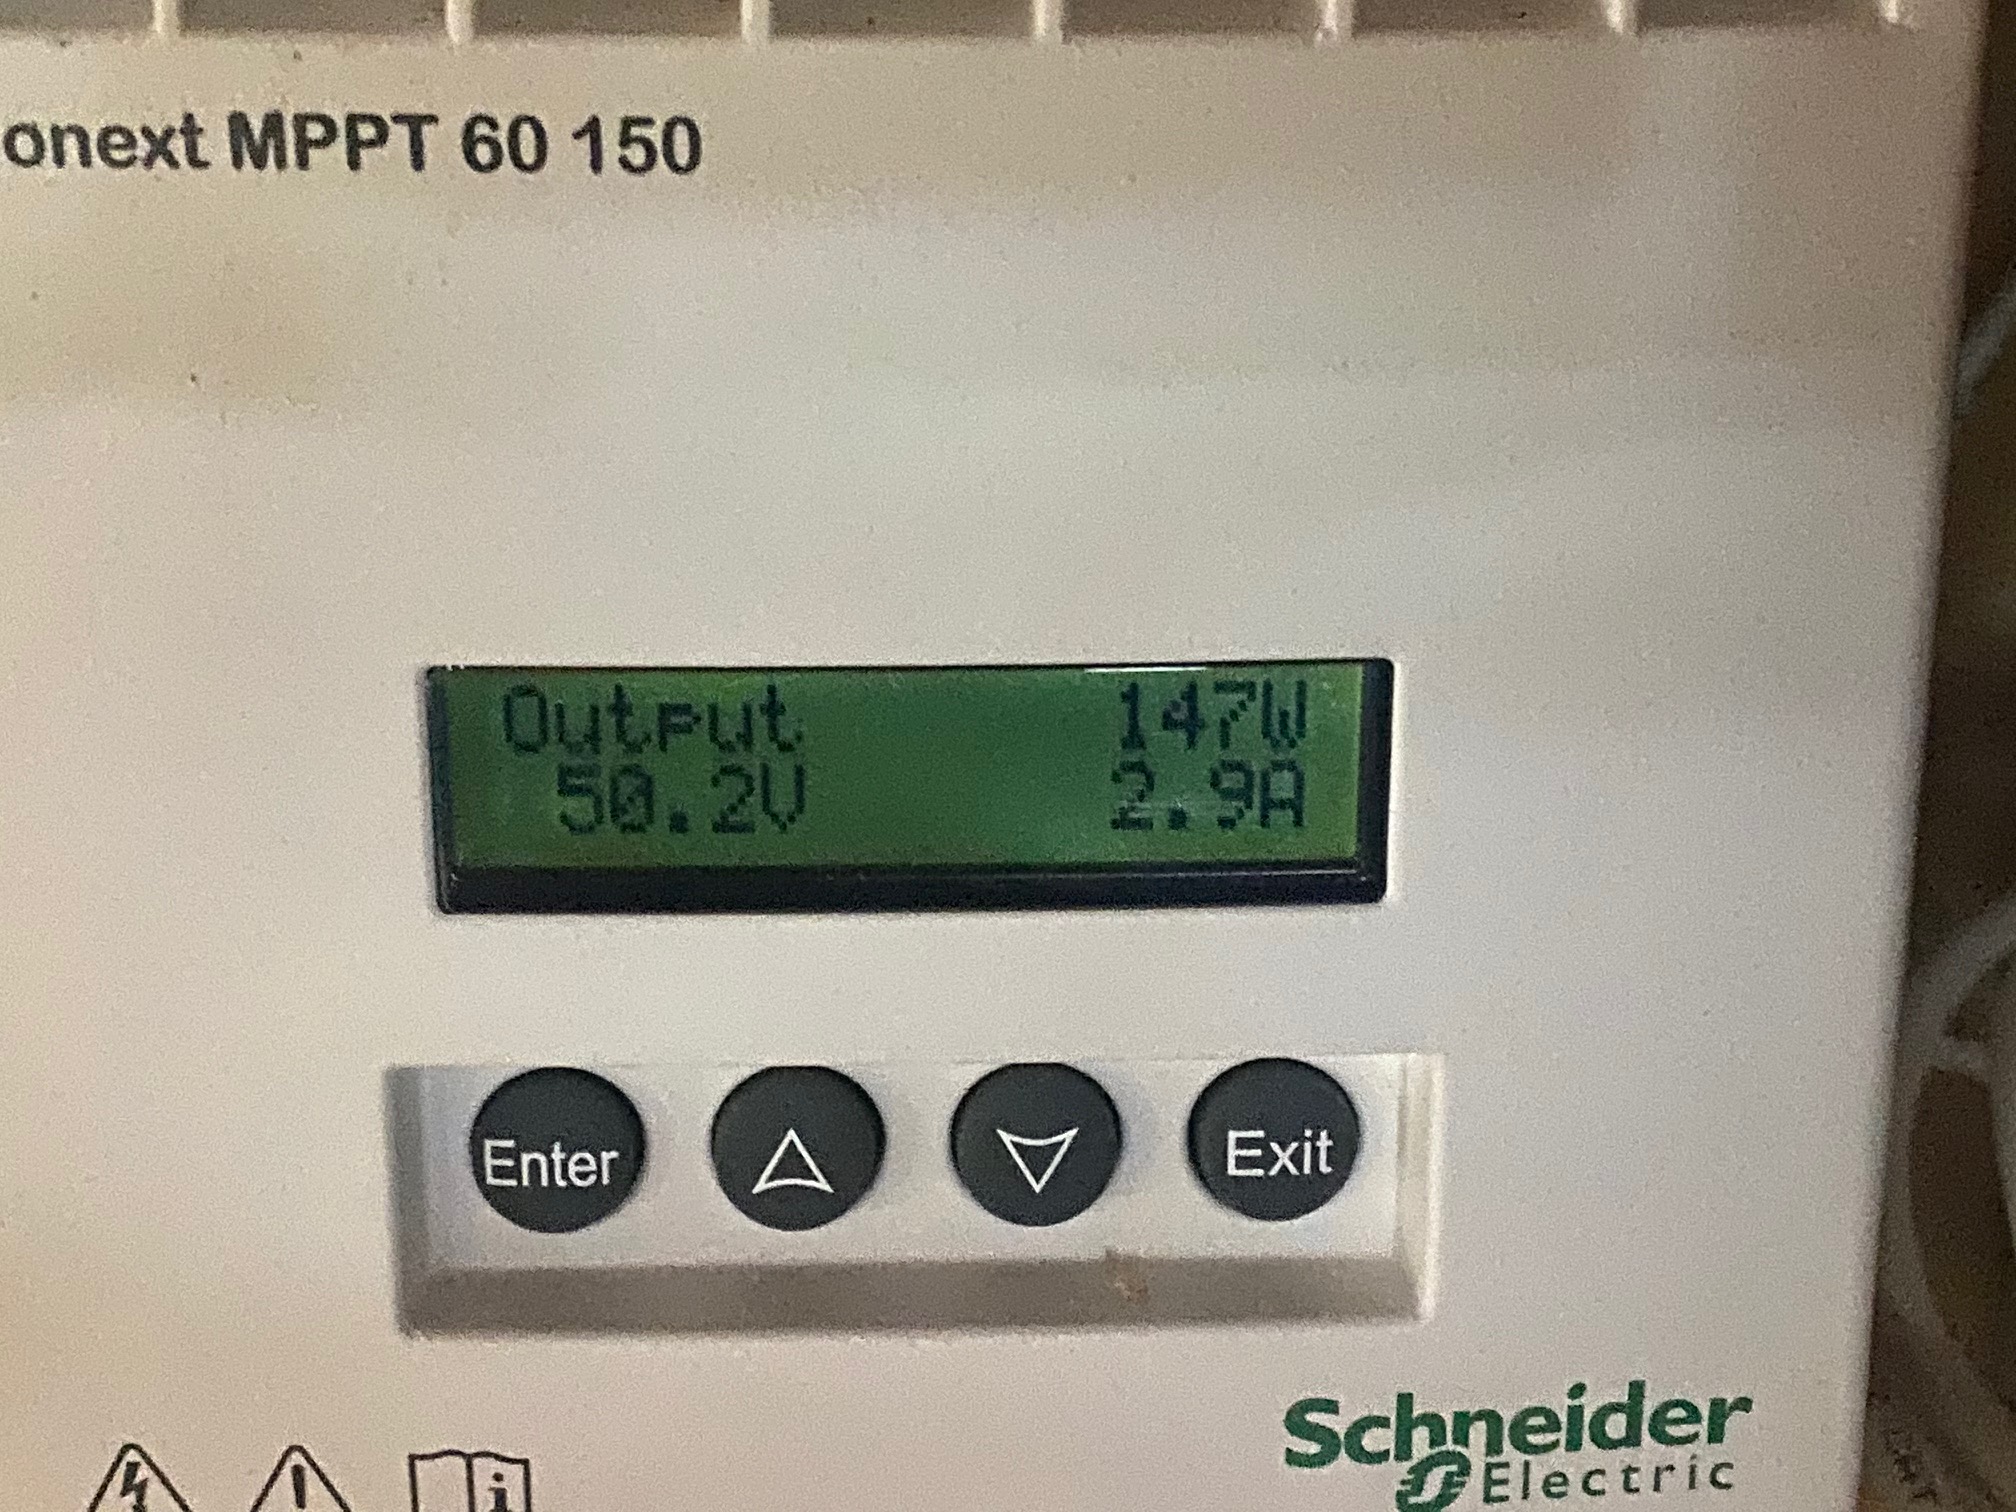 onext MPPT 60 150
Output 147W
50.2V 2.9A
Enter Exit
Schneider
Electric